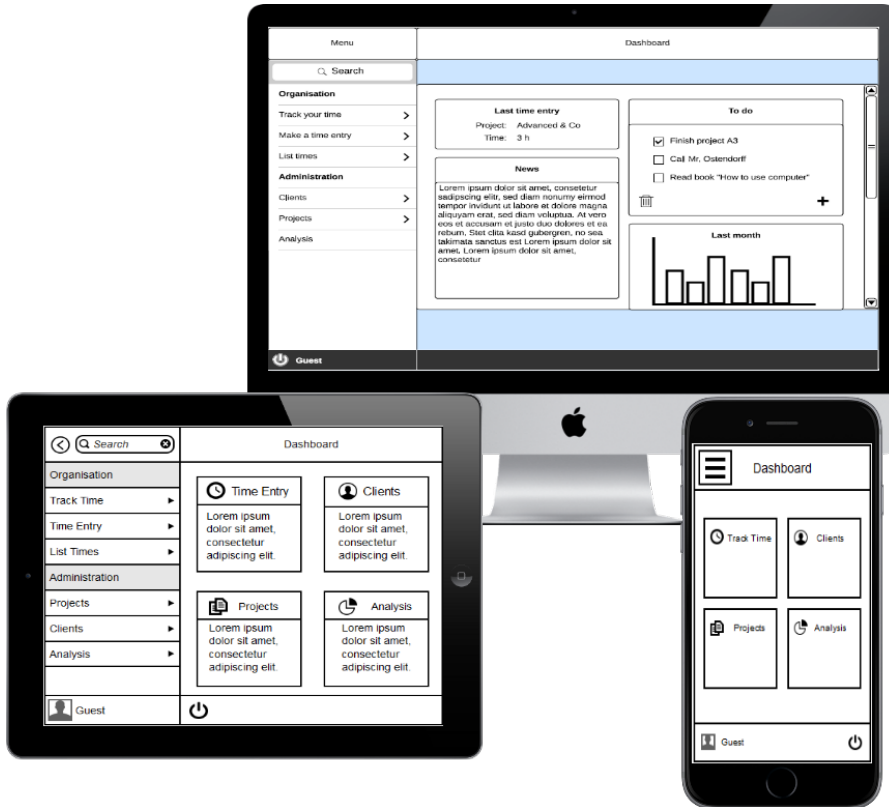 Menu
Dashboard
Search
Organisation
Track your time
Make a time entry
List times
Administration
Clients
Projects
Analysis
Guest
Last time entry
Project: Advanced & Co
Time: 3 h
News
Lorem ipsum dolor sit amet, consetetur
sadipscing elitr, sed diam nonumy eirmod
tempor invidunt ut labore et dolore magna
aliquyam erat, sed diam voluptua. At vero
eos et accusam et justo duo dolores et ea
rebum. Stet clita kasd gubergren, no sea
takimata sanctus est Lorem ipsum dolor sit
amet. Lorem ipsum dolor sit amet,
consetetur
To do
Finish project A3
Call Mr. Ostendorff
Read book "How to use computer"
+
Last month
Search
Dashboard
Organisation
Track Time
Time Entry
List Times
Administration
Projects
Clients
Analysis
Guest
Time Entry
Lorem ipsum
dolor sit amet,
consectetur
adipiscing elit.
Clients
Lorem ipsum
dolor sit amet,
consectetur
adipiscing elit.
Projects
Lorem ipsum
dolor sit amet,
consectetur
adipiscing elit.
Analysis
Lorem ipsum
dolor sit amet,
consectetur
adipiscing elit.
Dashboard
Track Time
Clients
Projects
Analysis
Guest